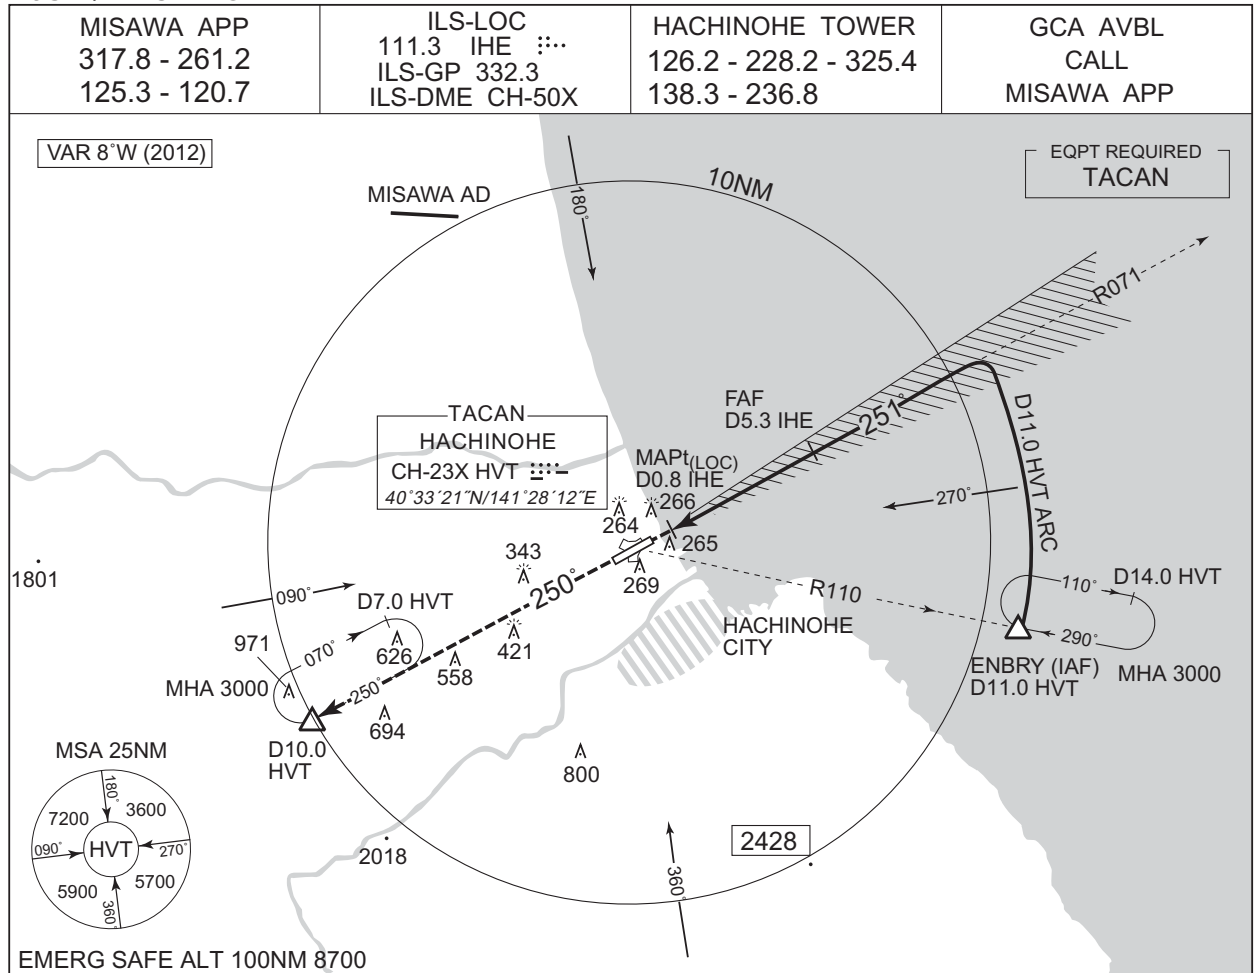 MISAWA APP
317.8 - 261.2
125.3 - 120.7
ILS-LOC
111.3 IHE
ILS-GP 332.3
ILS-DME CH-50X
HACHINOHE TOWER
126.2 - 228.2 - 325.4
138.3 - 236.8
GCA AVBL
CALL
MISAWA APP
VAR 8˚W (2012)
EQPT REQUIRED
TACAN
MISAWA AD
180˚
10NM
R071
FAF
D5.3 IHE
251˚
D11.0 HVT ARC
TACAN
HACHINOHE
CH-23X HVT
40˚33´21˝N/141˚28´12˝E
MAPt(LOC)
D0.8 IHE
266
264
265
269
270˚
343
1801
090˚
250˚
R110
110˚
D14.0 HVT
290˚
D7.0 HVT
070˚
971
626
421
558
HACHINOHE
CITY
ENBRY (IAF)
D11.0 HVT
MHA 3000
MHA 3000
250˚
694
D10.0
HVT
800
MSA 25NM
180˚
7200
3600
090˚
HVT
270˚
5900
5700
360˚
2018
2428
360˚
EMERG SAFE ALT 100NM 8700